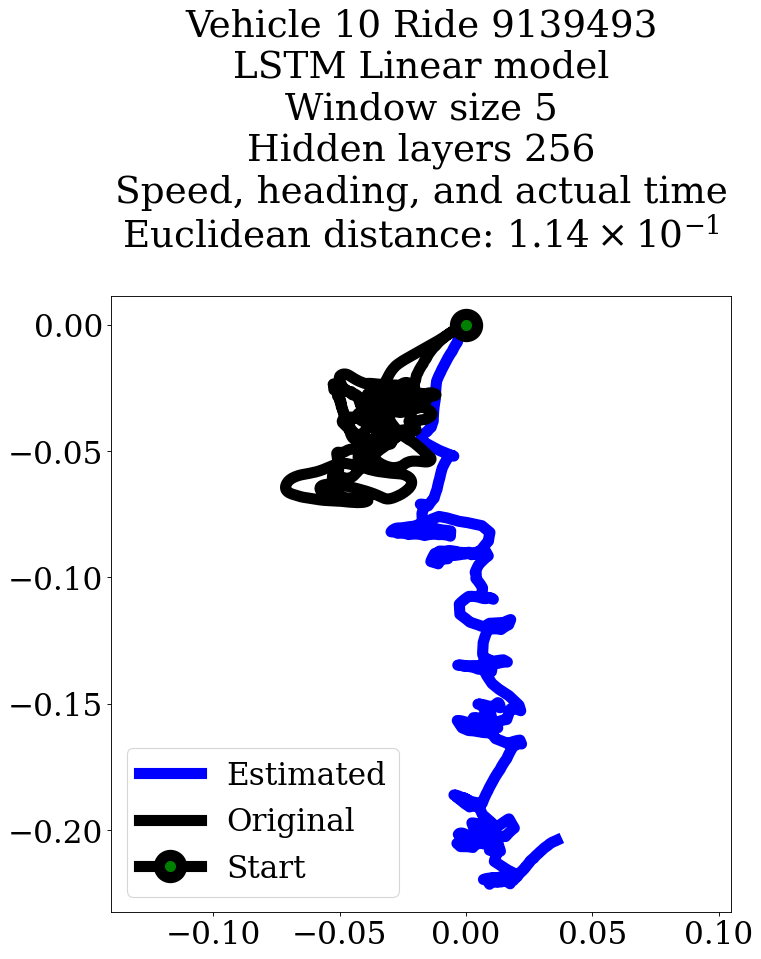 Vehicle 10 Ride 9139493
LSTM Linear model
Window size 5
Hidden layers 256
Speed, heading, and actual time
Euclidean distance: 1.14 × 10⁻¹
0.00
−0.05
−0.10
−0.15
−0.20
Estimated
Original
Start
−0.10 −0.05 0.00 0.05 0.10